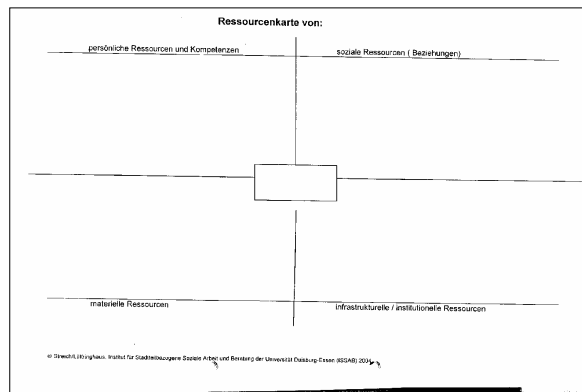 Ressourcenkarte von:
persönliche Ressourcen und Kompetenzen
soziale Ressourcen ( Beziehungen)
materielle Ressourcen
infrastrukturelle / institutionelle Ressourcen
© Streich/Lüttringhaus, Institut für Stadtteilbezogene Soziale Arbeit und Beratung der Universität Duisburg-Essen (ISSAB) 2004